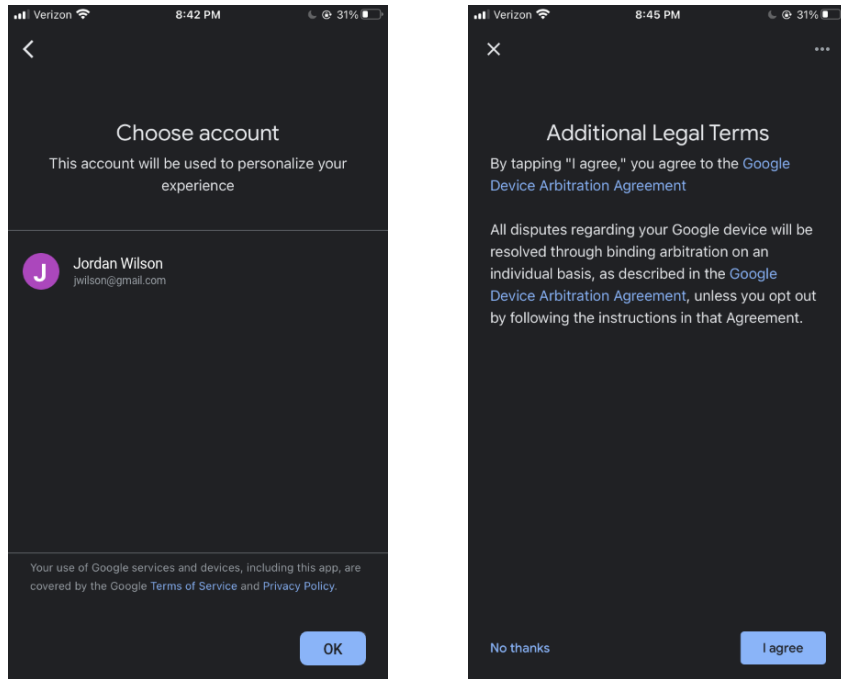 Verizon 8:42 PM 31%
Choose account
This account will be used to personalize your
experience
J
Jordan Wilson
jwilson@gmail.com
Your use of Google services and devices, including this app, are
covered by the Google Terms of Service and Privacy Policy.
OK
Verizon 8:45 PM 31%
Additional Legal Terms
By tapping "I agree," you agree to the Google
Device Arbitration Agreement
All disputes regarding your Google device will be
resolved through binding arbitration on an
individual basis, as described in the Google
Device Arbitration Agreement, unless you opt out
by following the instructions in that Agreement.
No thanks
I agree